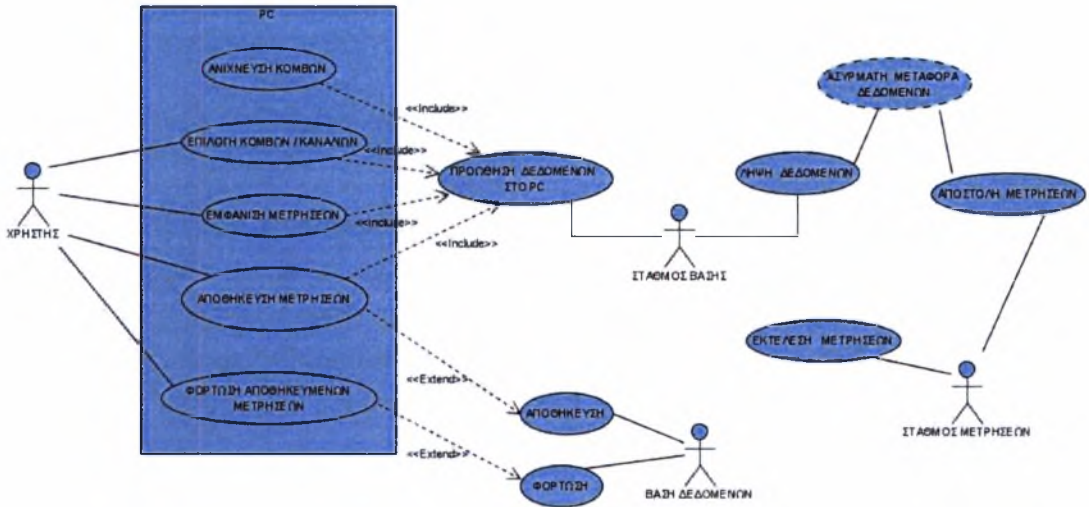 PC
ΑΝΙΧΝΕΥΣΗ ΚΟΜΒΩΝ
<<Include>>
ΑΣΥΡΜΑΤΗ ΜΕΤΑΦΟΡΑ
ΔΕΔΟΜΕΝΩΝ
ΕΠΙΛΟΓΗ ΚΟΜΒΩΝ / ΚΑΝΑΛΙΩΝ
<<Include>>
ΠΡΟΩΘΗΣΗ ΔΕΔΟΜΕΝΩΝ
ΣΤΟ PC
ΛΗΨΗ ΔΕΔΟΜΕΝΩΝ
ΑΠΟΣΤΟΛΗ ΜΕΤΡΗΣΕΩΝ
ΧΡΗΣΤΗΣ
ΕΜΦΑΝΙΣΗ ΜΕΤΡΗΣΕΩΝ
<<Include>>
<<Include>>
ΣΤΑΘΜΟΣ ΒΑΣΗΣ
ΑΠΟΘΗΚΕΥΣΗ ΜΕΤΡΗΣΕΩΝ
ΕΚΤΕΛΕΣΗ ΜΕΤΡΗΣΕΩΝ
ΣΤΑΘΜΟΣ ΜΕΤΡΗΣΕΩΝ
ΦΟΡΤΩΣΗ ΑΠΟΘΗΚΕΥΜΕΝΩΝ
ΜΕΤΡΗΣΕΩΝ
<<Extend>>
ΑΠΟΘΗΚΕΥΣΗ
<<Extend>>
ΦΟΡΤΩΣΗ
ΒΑΣΗ ΔΕΔΟΜΕΝΩΝ